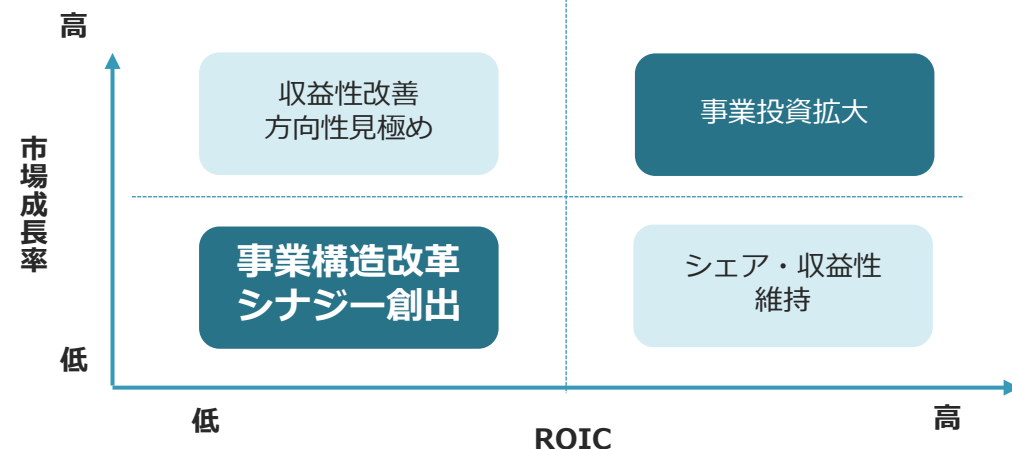 高
収益性改善
方向性見極め
事業投資拡大
市場成長率
事業構造改革
シナジー創出
シェア・収益性
維持
低
低
ROIC
高